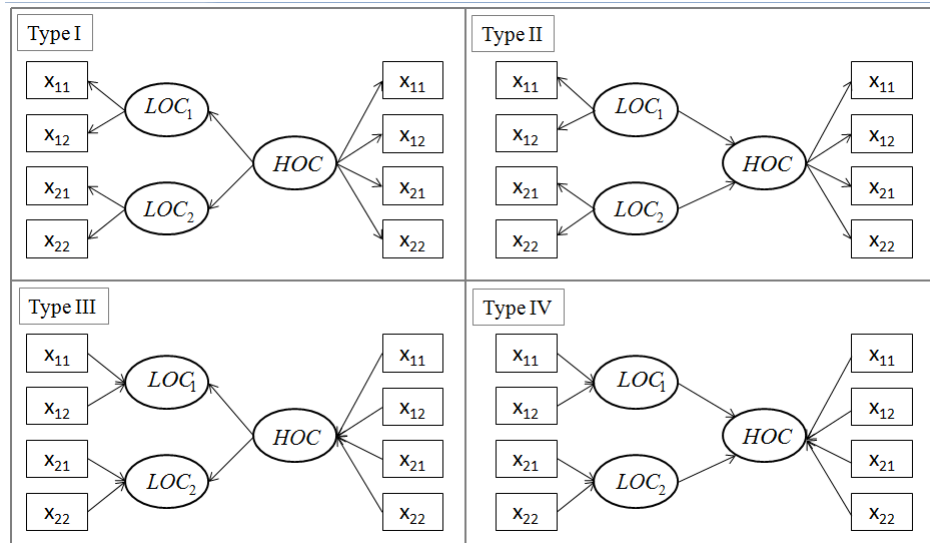 Type I
x11
x12
x21
x22
LOC1
LOC2
HOC
x11
x12
x21
x22
Type II
x11
x12
x21
x22
LOC1
LOC2
HOC
x11
x12
x21
x22
Type III
x11
x12
x21
x22
LOC1
LOC2
HOC
x11
x12
x21
x22
Type IV
x11
x12
x21
x22
LOC1
LOC2
HOC
x11
x12
x21
x22